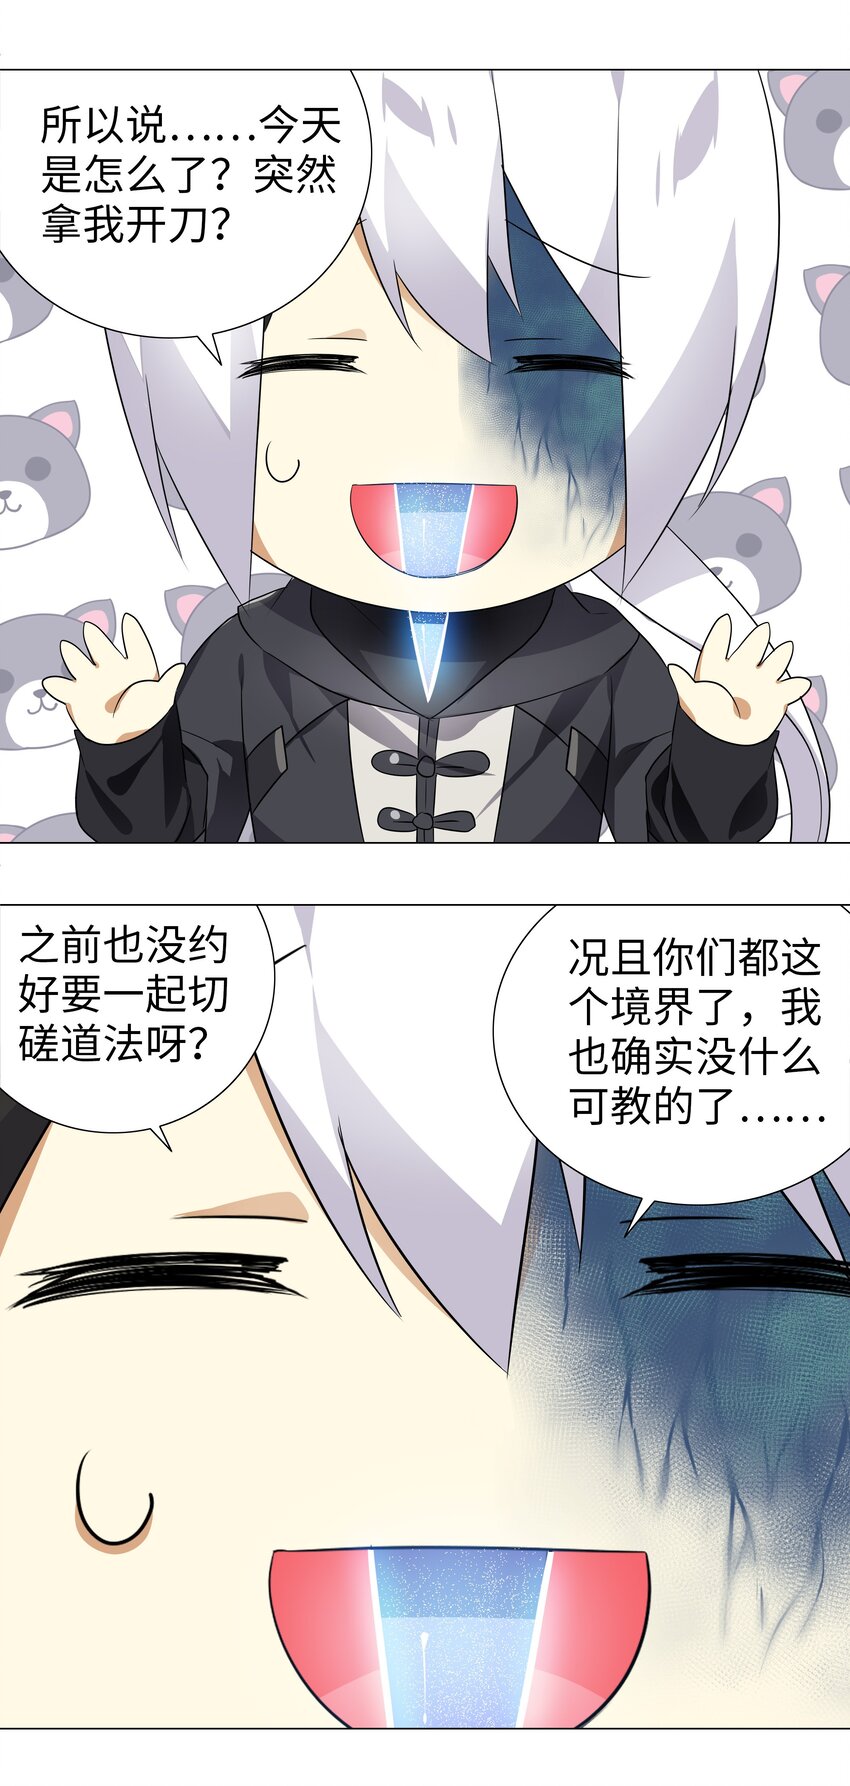 所以说……今天
是怎么了？突然
拿我开刀？
之前也没约
好要一起切
磋道法呀？
况且你们都这
个境界了，我
也确实没什么
可教的了……